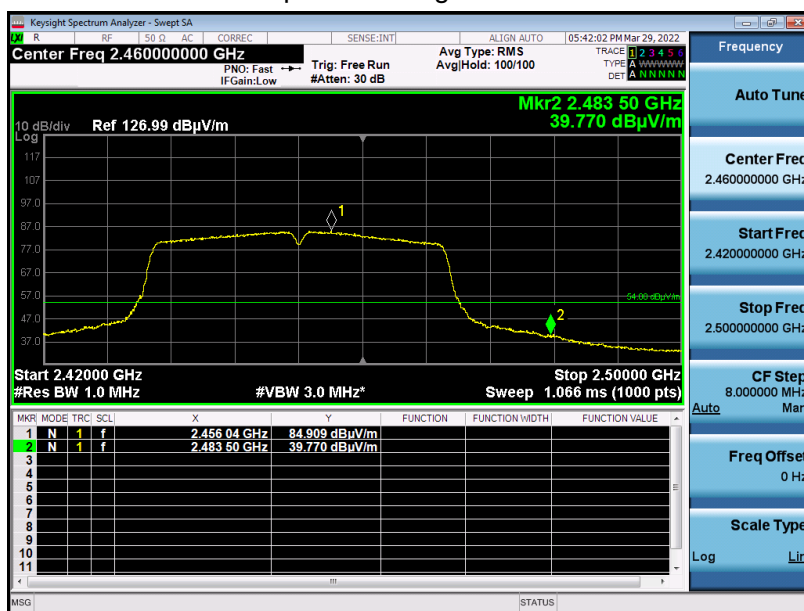 Keysight Spectrum Analyzer - Swept SA
LXI R RF 50 Ω AC CORREC SENSE:INT ALIGN AUTO 05:42:02 PM Mar 29, 2022
Center Freq 2.460000000 GHz
PNO: Fast
IFGain:Low
Trig: Free Run
#Atten: 30 dB
Avg Type: RMS
Avg|Hold: 100/100
TRACE 1 2 3 4 5 6
TYPE A WWWWW
DET A N N N N N
Mkr2 2.483 50 GHz
39.770 dBµV/m
10 dB/div Ref 126.99 dBµV/m
Log
117
107
97.0
87.0
77.0
67.0
57.0
47.0
37.0
1
2
54.00 dBµV/m
Start 2.42000 GHz Stop 2.50000 GHz
#Res BW 1.0 MHz #VBW 3.0 MHz* Sweep 1.066 ms (1000 pts)
MKR MODE TRC SCL X Y FUNCTION FUNCTION WIDTH FUNCTION VALUE
1 N 1 f 2.456 04 GHz 84.909 dBµV/m
2 N 1 f 2.483 50 GHz 39.770 dBµV/m
3
4
5
6
7
8
9
10
11
MSG STATUS
Frequency
Auto Tune
Center Freq
2.460000000 GHz
Start Freq
2.420000000 GHz
Stop Freq
2.500000000 GHz
CF Step
8.000000 MHz
Auto Man
Freq Offset
0 Hz
Scale Type
Log Lin